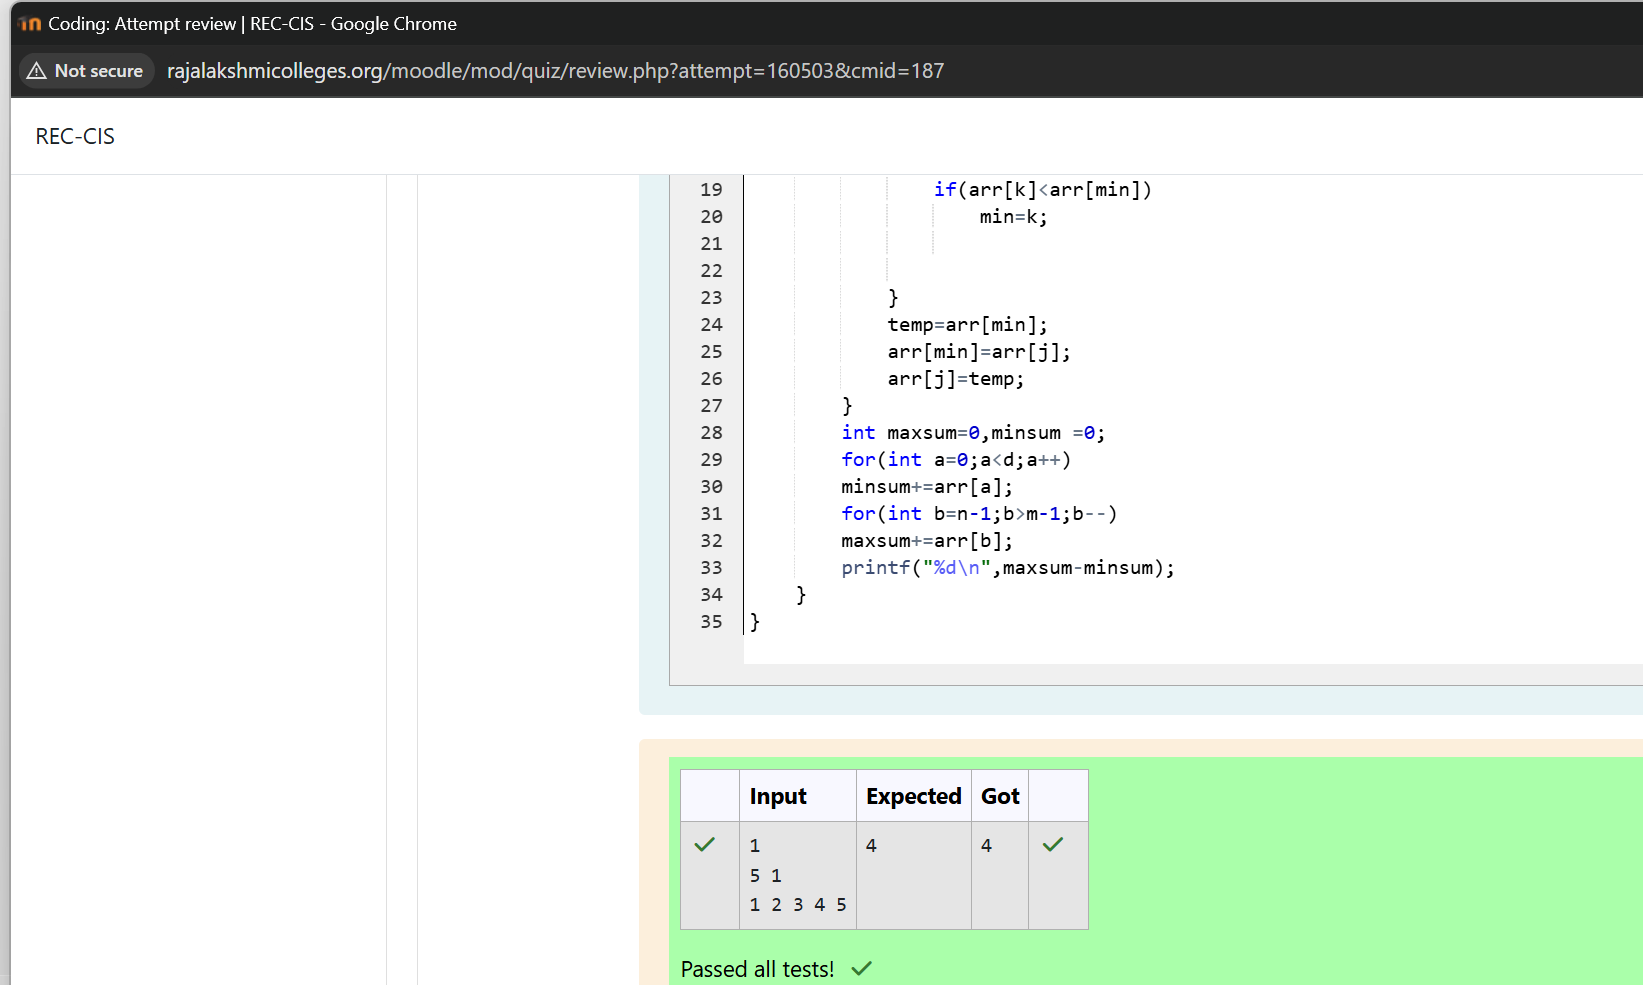 Coding: Attempt review | REC-CIS - Google Chrome
Not secure rajalakshmicolleges.org/moodle/mod/quiz/review.php?attempt=160503&cmid=187
REC-CIS
19 if(arr[k]<arr[min])
20 min=k;
21
22
23 }
24 temp=arr[min];
25 arr[min]=arr[j];
26 arr[j]=temp;
27 }
28 int maxsum=0,minsum =0;
29 for(int a=0;a<d;a++)
30 minsum+=arr[a];
31 for(int b=n-1;b>m-1;b--)
32 maxsum+=arr[b];
33 printf("%d\n",maxsum-minsum);
34 }
35 }
Input Expected Got
1 4 4
5 1
1 2 3 4 5
Passed all tests!